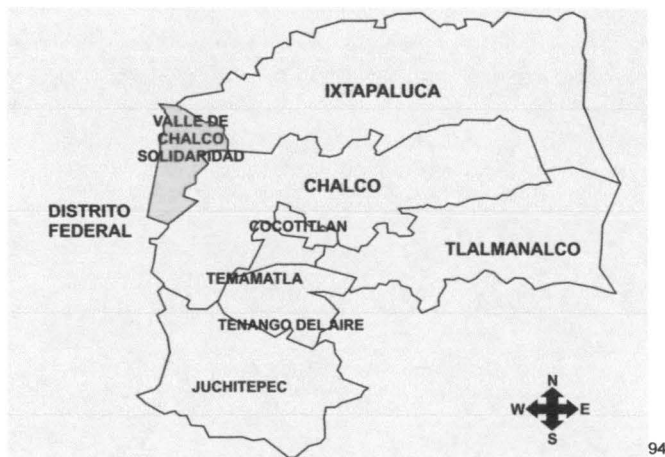 IXTAPALUCA
VALLE DE
CHALCO
SOLIDARIDAD
CHALCO
DISTRITO
FEDERAL
COCOTITLAN
TLALMANALCO
TEMAMATLA
TENANGO DEL AIRE
JUCHITEPEC
N
W E
S
94